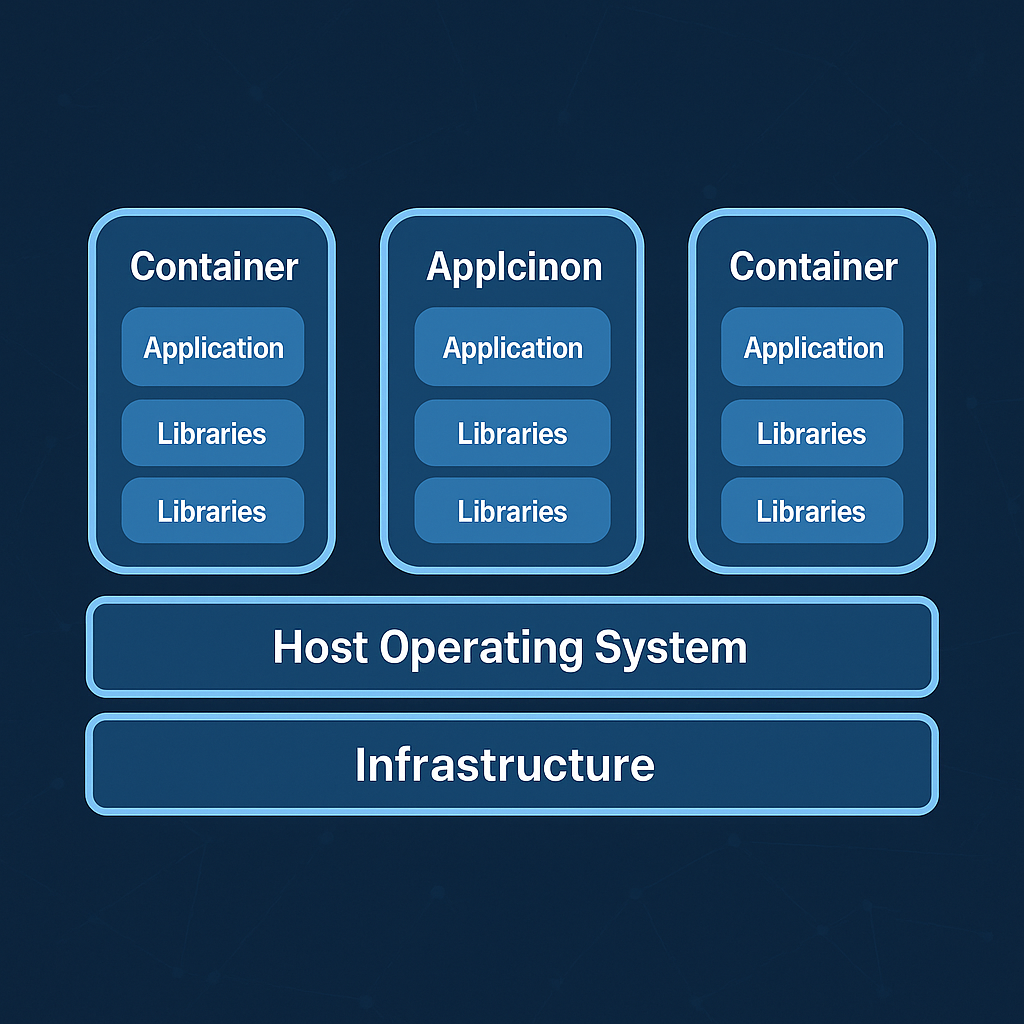 Container
Application
Libraries
Libraries
Applcinon
Application
Libraries
Libraries
Container
Application
Libraries
Libraries
Host Operating System
Infrastructure